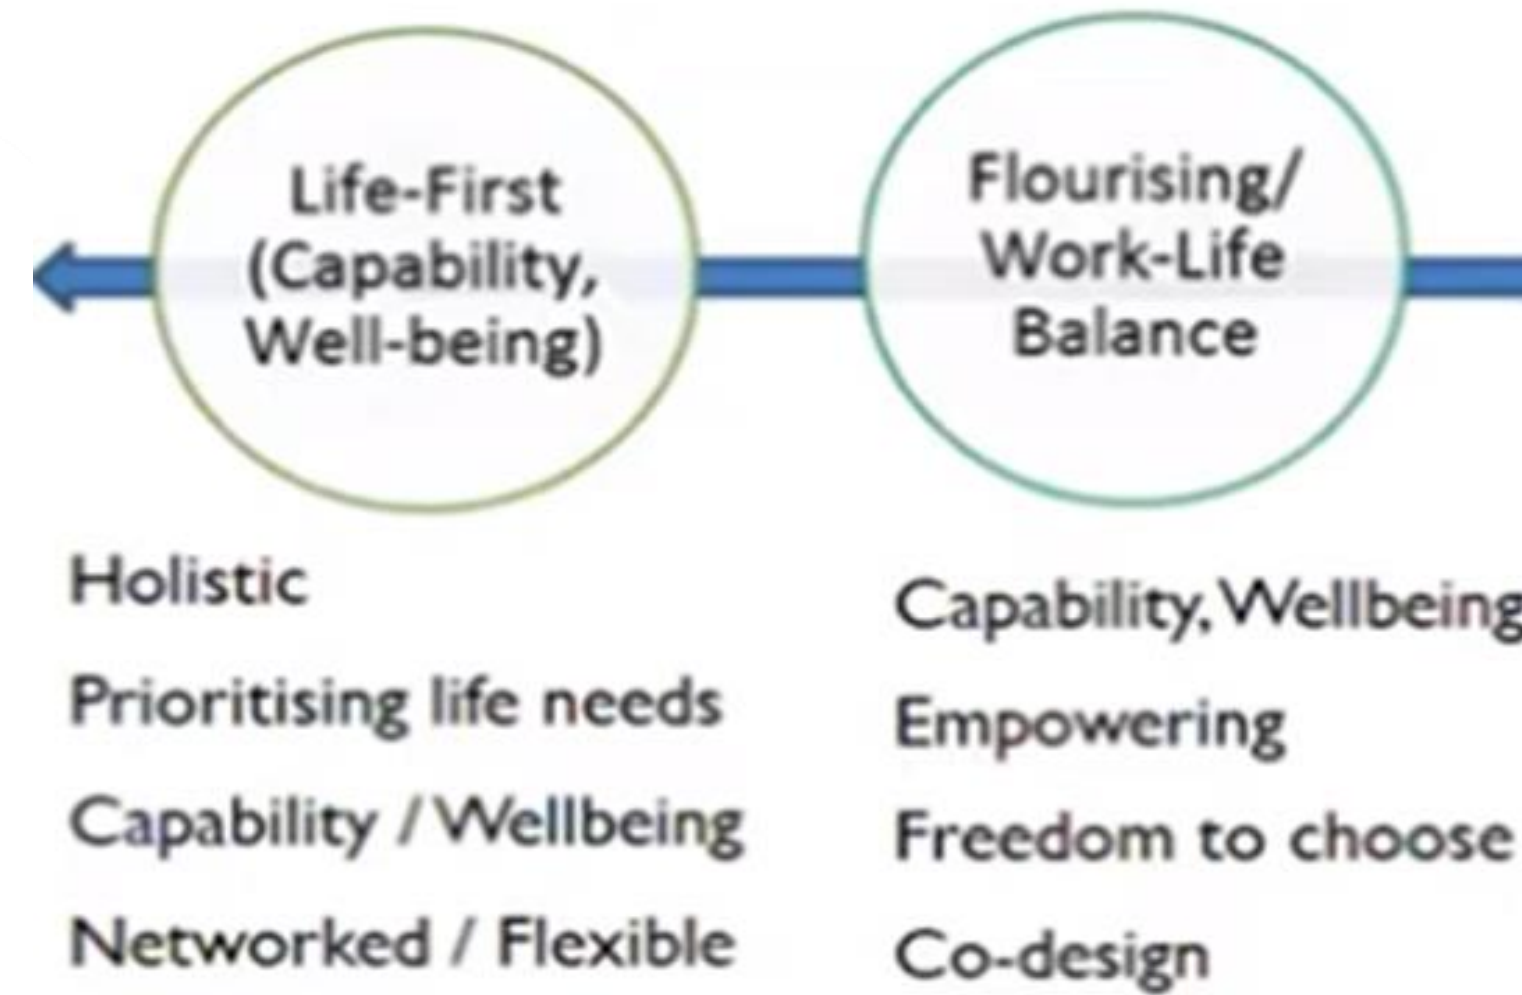 Life-First
(Capability,
Well-being)
Flourising/
Work-Life
Balance
Holistic
Prioritising life needs
Capability / Wellbeing
Networked / Flexible
Capability, Wellbeing
Empowering
Freedom to choose
Co-design